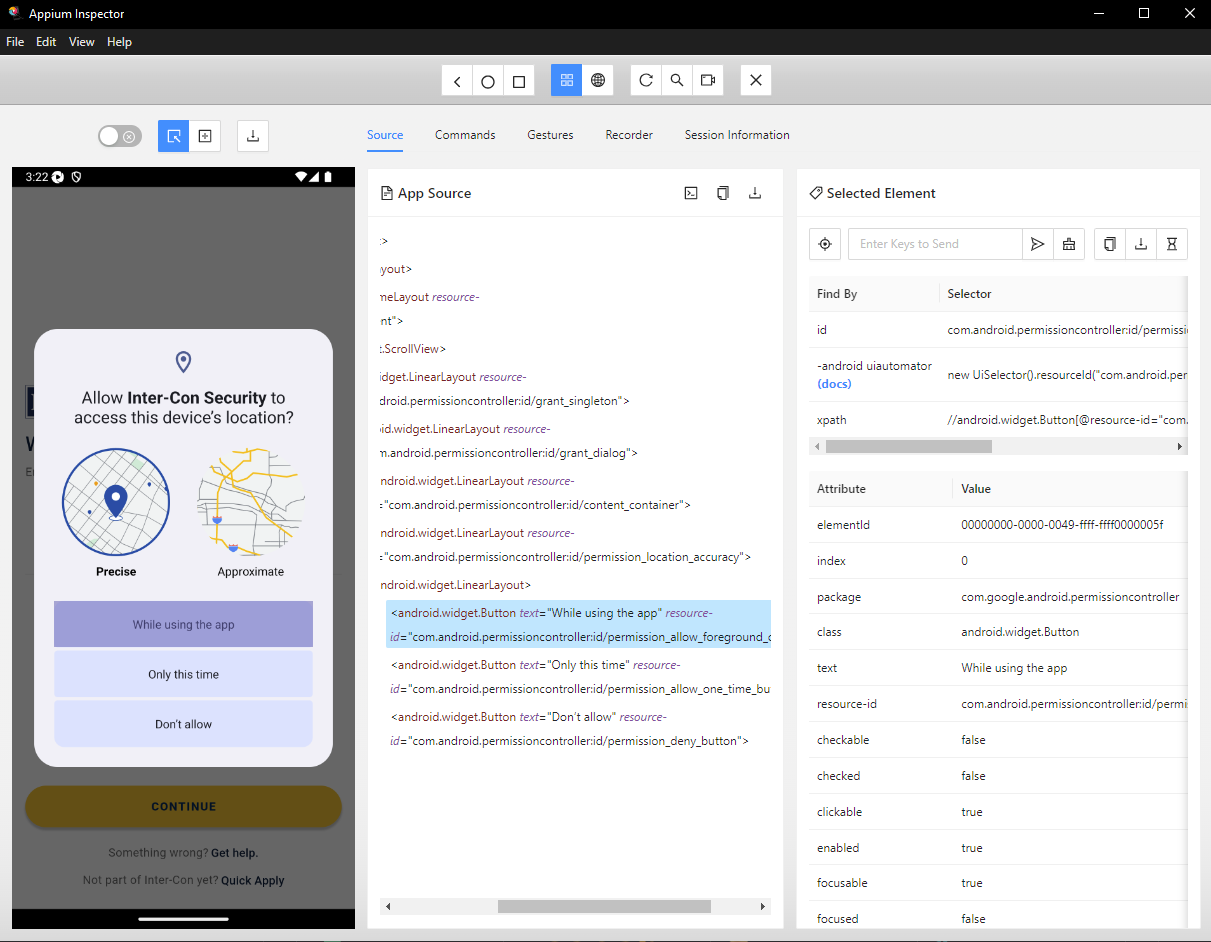 Appium Inspector
File Edit View Help
Source Commands Gestures Recorder Session Information
3:22
Allow Inter-Con Security to
access this device's location?
Precise Approximate
While using the app
Only this time
Don't allow
CONTINUE
Something wrong? Get help.
Not part of Inter-Con yet? Quick Apply
App Source
:>
yout>
meLayout resource-
nt">
t.ScrollView>
idget.LinearLayout resource-
droid.permissioncontroller:id/grant_singleton">
id.widget.LinearLayout resource-
m.android.permissioncontroller:id/grant_dialog">
ndroid.widget.LinearLayout resource-
="com.android.permissioncontroller:id/content_container">
ndroid.widget.LinearLayout resource-
="com.android.permissioncontroller:id/permission_location_accuracy">
ndroid.widget.LinearLayout>
<android.widget.Button text="While using the app" resource-
id="com.android.permissioncontroller:id/permission_allow_foreground_o
<android.widget.Button text="Only this time" resource-
id="com.android.permissioncontroller:id/permission_allow_one_time_bu
<android.widget.Button text="Don't allow" resource-
id="com.android.permissioncontroller:id/permission_deny_button">
Selected Element
Enter Keys to Send
Find By Selector
id com.android.permissioncontroller:id/permissi
-android uiautomator
(docs) new UiSelector().resourceId("com.android.per
xpath //android.widget.Button[@resource-id="com.
Attribute Value
elementId 00000000-0000-0049-ffff-ffff0000005f
index 0
package com.google.android.permissioncontroller
class android.widget.Button
text While using the app
resource-id com.android.permissioncontroller:id/permi
checkable false
checked false
clickable true
enabled true
focusable true
focused false